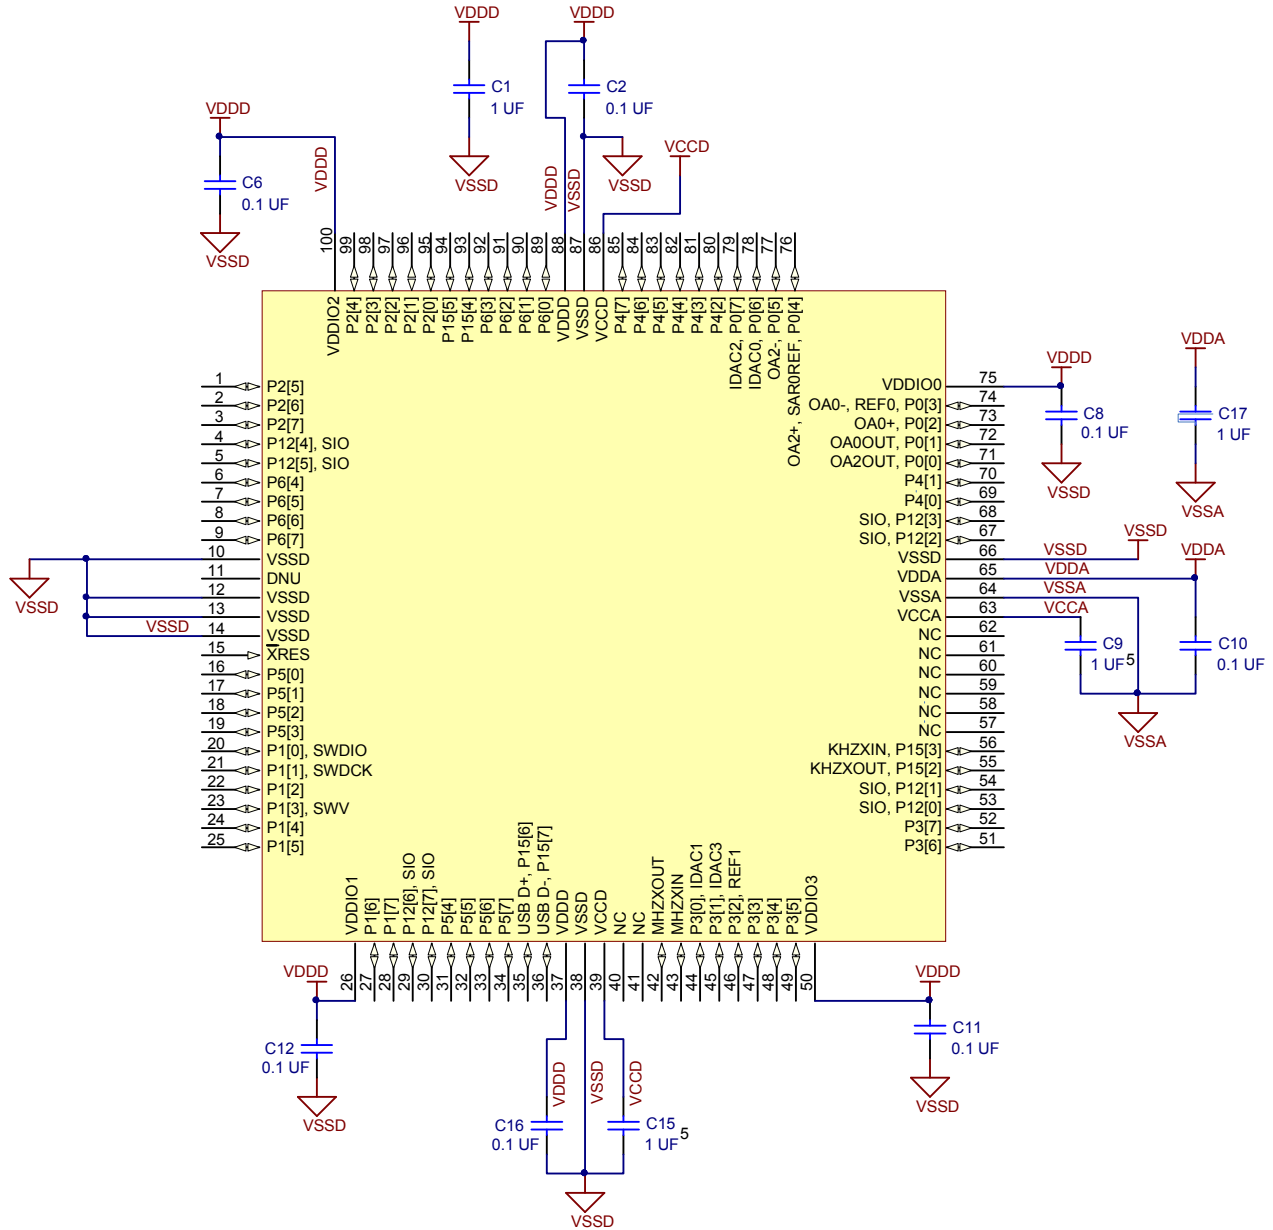 VDDD
VDDD
C1
1 UF
C2
0.1 UF
VDDD
VCCD
VSSD
VSSD
VDDD
VDDD
VSSD
C6
0.1 UF
VSSD
100
99
98
97
96
95
94
93
92
91
90
89
88
87
86
85
84
83
82
81
80
79
78
77
76
VDDIO2
P2[4]
P2[3]
P2[2]
P2[1]
P2[0]
P15[5]
P15[4]
P6[3]
P6[2]
P6[1]
P6[0]
VDDD
VSSD
VCCD
P4[7]
P4[6]
P4[5]
P4[4]
P4[3]
P4[2]
IDAC2, P0[7]
IDAC0, P0[6]
OA2-, P0[5]
OA2+, SAR0REF, P0[4]
1 P2[5]
2 P2[6]
3 P2[7]
4 P12[4], SIO
5 P12[5], SIO
6 P6[4]
7 P6[5]
8 P6[6]
9 P6[7]
10 VSSD
11 DNU
12 VSSD
13 VSSD
VSSD 14 VSSD
15 XRES
16 P5[0]
17 P5[1]
18 P5[2]
19 P5[3]
20 P1[0], SWDIO
21 P1[1], SWDCK
22 P1[2]
23 P1[3], SWV
24 P1[4]
25 P1[5]
VSSD
VDDIO0 75
OA0-, REF0, P0[3] 74
OA0+, P0[2] 73
OA0OUT, P0[1] 72
OA2OUT, P0[0] 71
P4[1] 70
P4[0] 69
SIO, P12[3] 68
SIO, P12[2] 67
VSSD 66 VSSD
VDDA 65 VDDA
VSSA 64 VSSA
VCCA 63 VCCA
NC 62
NC 61
NC 60
NC 59
NC 58
NC 57
KHZXIN, P15[3] 56
KHZXOUT, P15[2] 55
SIO, P12[1] 54
SIO, P12[0] 53
P3[7] 52
P3[6] 51
VDDD
C8
0.1 UF
VSSD
VDDA
C17
1 UF
VSSA
VSSD
VDDA
C9
1 UF5
C10
0.1 UF
VSSA
VDDIO1
P1[6]
P1[7]
P12[6], SIO
P12[7], SIO
P5[4]
P5[5]
P5[6]
P5[7]
USB D+, P15[6]
USB D-, P15[7]
VDDD
VSSD
VCCD
NC
NC
MHZXOUT
MHZXIN
P3[0], IDAC1
P3[1], IDAC3
P3[2], REF1
P3[3]
P3[4]
P3[5]
VDDIO3
26
27
28
29
30
31
32
33
34
35
36
37
38
39
40
41
42
43
44
45
46
47
48
49
50
VDDD
C12
0.1 UF
VSSD
VDDD
VSSD
VCCD
C16
0.1 UF
C15
1 UF5
VSSD
VDDD
C11
0.1 UF
VSSD